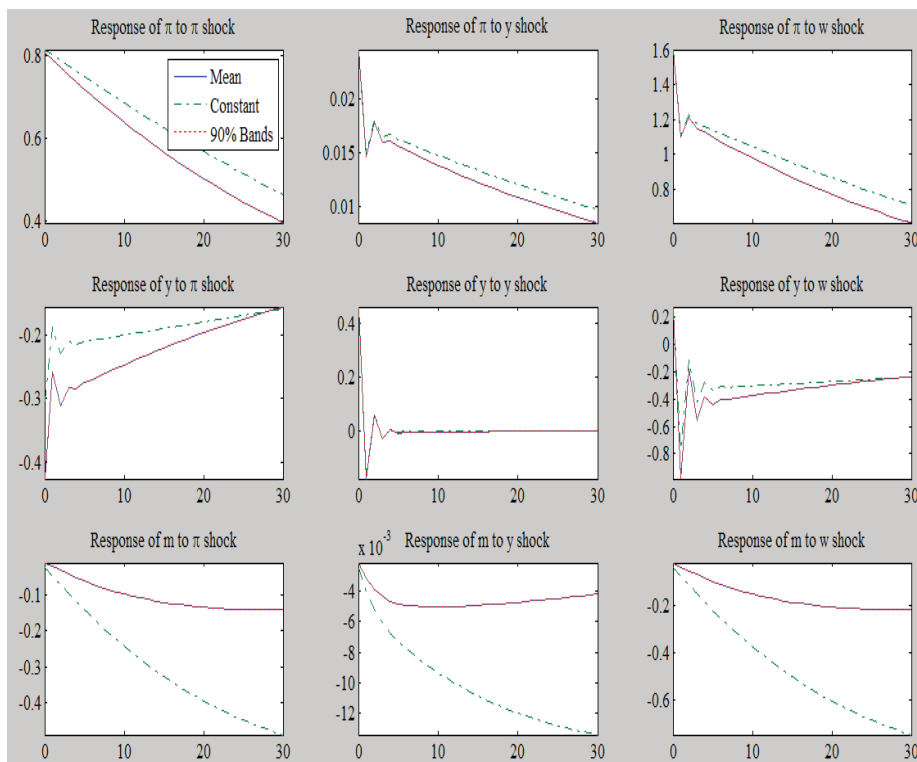 Response of π to π shock
Response of π to y shock
Response of π to w shock
0.8
0.6
0.4
Mean
Constant
90% Bands
0 10 20 30
0.02
0.015
0.01
0 10 20 30
1.6
1.4
1.2
1
0.8
0 10 20 30
Response of y to π shock
Response of y to y shock
Response of y to w shock
-0.2
-0.3
-0.4
0 10 20 30
0.4
0.2
0
0 10 20 30
0.2
0
-0.2
-0.4
-0.6
-0.8
0 10 20 30
Response of m to π shock
Response of m to y shock
Response of m to w shock
-0.1
-0.2
-0.3
-0.4
0 10 20 30
x 10⁻³
-4
-6
-8
-10
-12
0 10 20 30
-0.2
-0.4
-0.6
0 10 20 30